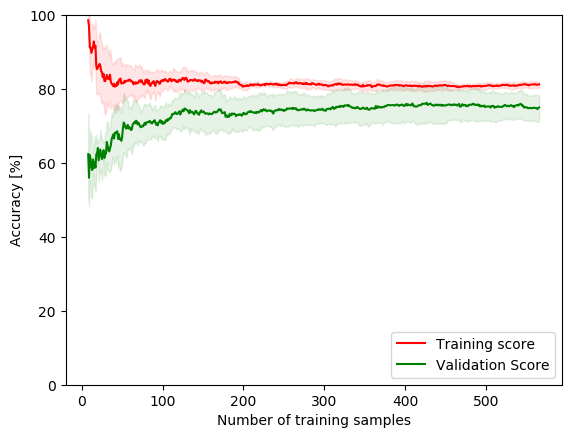 100
80
60
40
20
0
Accuracy [%]
0 100 200 300 400 500
Number of training samples
Training score
Validation Score